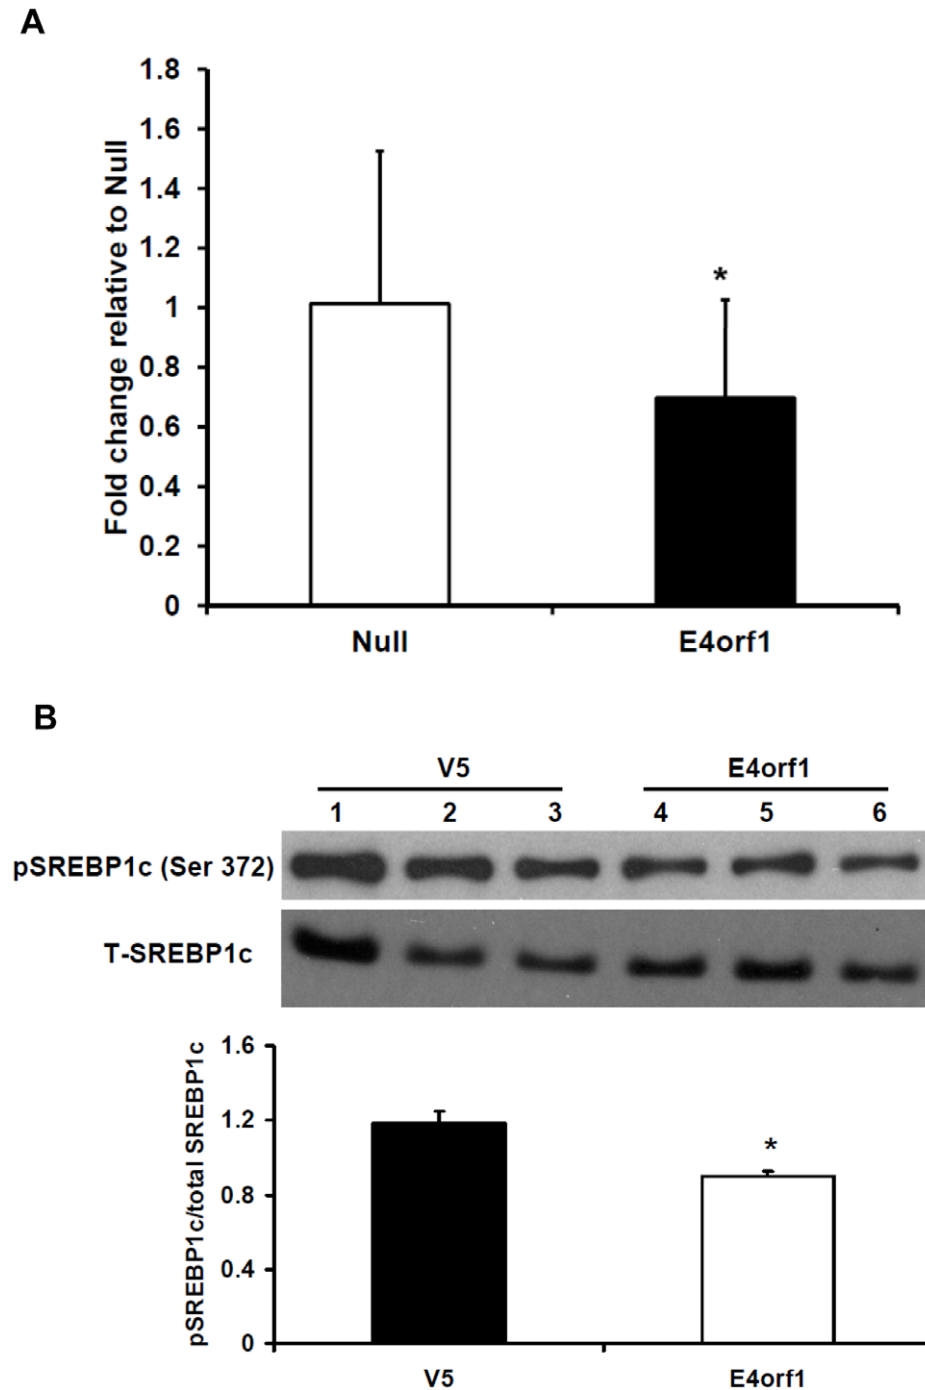 A
Fold change relative to Null
1.8
1.6
1.4
1.2
1
0.8
0.6
0.4
0.2
0
*
Null E4orf1
B
V5 E4orf1
1 2 3 4 5 6
pSREBP1c (Ser 372)
T-SREBP1c
pSREBP1c/total SREBP1c
1.6
1.2
0.8
0.4
0
*
V5 E4orf1